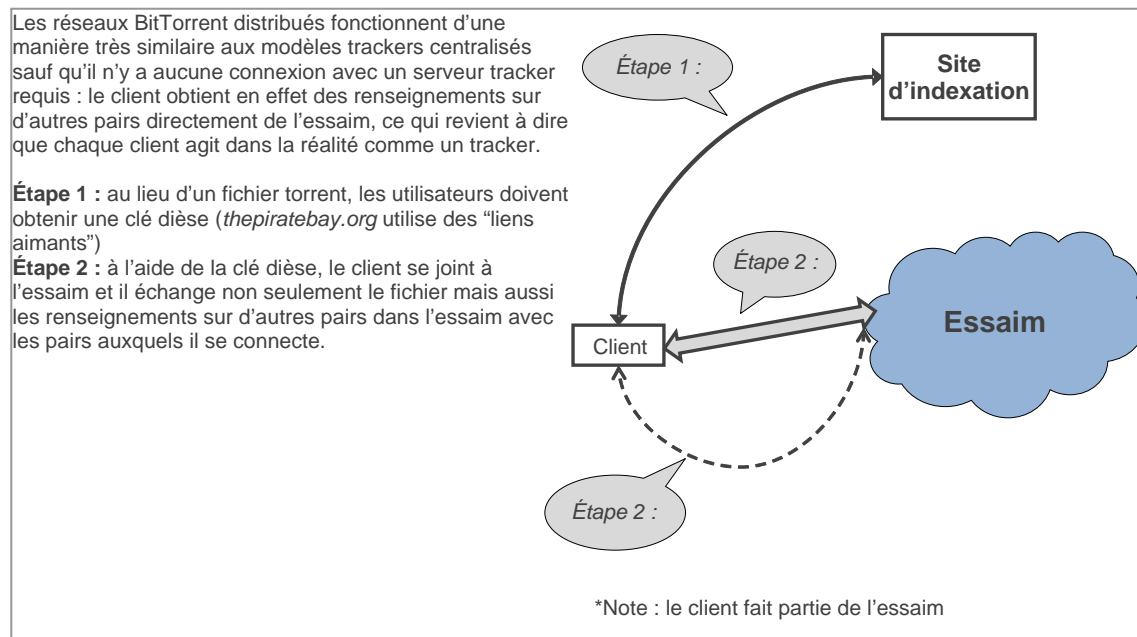 Les réseaux BitTorrent distribués fonctionnent d'une
manière très similaire aux modèles trackers centralisés
sauf qu'il n'y a aucune connexion avec un serveur tracker
requis : le client obtient en effet des renseignements sur
d'autres pairs directement de l'essaim, ce qui revient à dire
que chaque client agit dans la réalité comme un tracker.
Étape 1 : au lieu d'un fichier torrent, les utilisateurs doivent
obtenir une clé dièse (thepiratebay.org utilise des “liens
aimants”)
Étape 2 : à l'aide de la clé dièse, le client se joint à
l'essaim et il échange non seulement le fichier mais aussi
les renseignements sur d'autres pairs dans l'essaim avec
les pairs auxquels il se connecte.
Étape 1 :
Site
d'indexation
Étape 2 :
Essaim
Client
Étape 2 :
*Note : le client fait partie de l'essaim